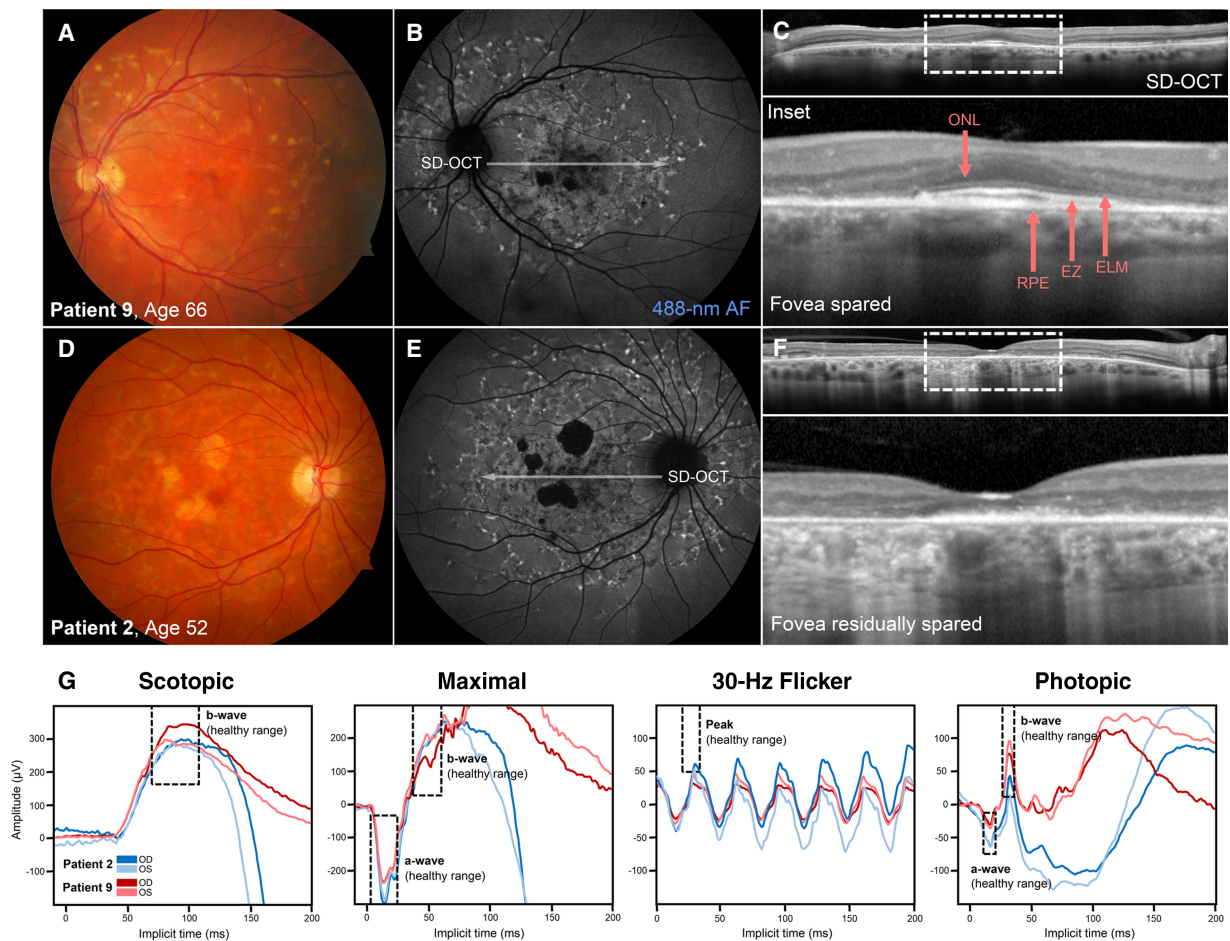 A
B
C
SD-OCT
SD-OCT
Inset
ONL
RPE
EZ
ELM
Fovea spared
Patient 9, Age 66
488-nm AF
D
E
F
SD-OCT
Patient 2, Age 52
Fovea residually spared
G
Scotopic
Maximal
30-Hz Flicker
Photopic
Amplitude (µV)
300
200
100
0
-100
b-wave
(healthy range)
Patient 2
OD
OS
Patient 9
OD
OS
0
50
100
150
200
Implicit time (ms)
200
100
0
-100
-200
b-wave
(healthy range)
a-wave
(healthy range)
0
50
100
150
200
Implicit time (ms)
100
50
0
-50
-100
Peak
(healthy range)
0
50
100
150
200
Implicit time (ms)
100
50
0
-50
-100
b-wave
(healthy range)
a-wave
(healthy range)
0
50
100
150
200
Implicit time (ms)